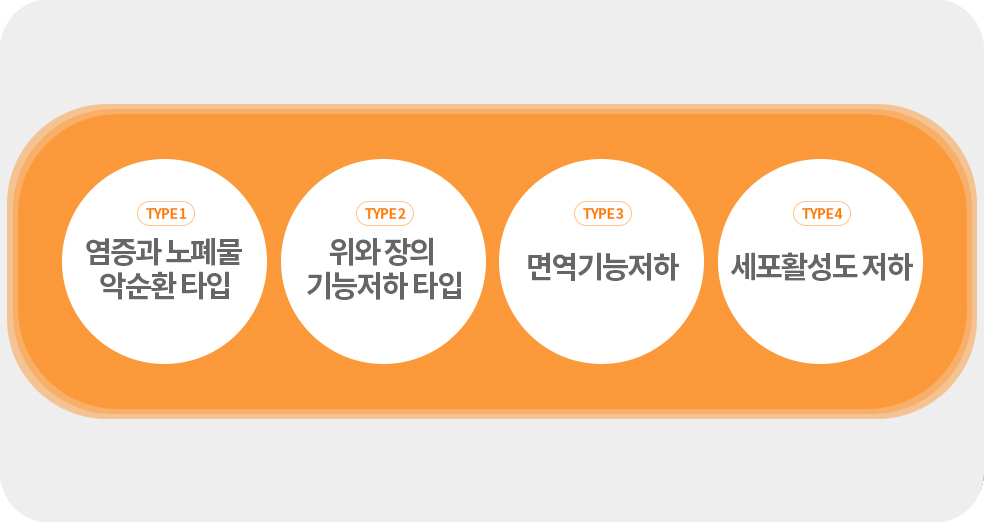 TYPE1
염증과 노폐물
악순환 타입
TYPE2
위와 장의
기능저하 타입
TYPE3
면역기능저하
TYPE4
세포활성도 저하